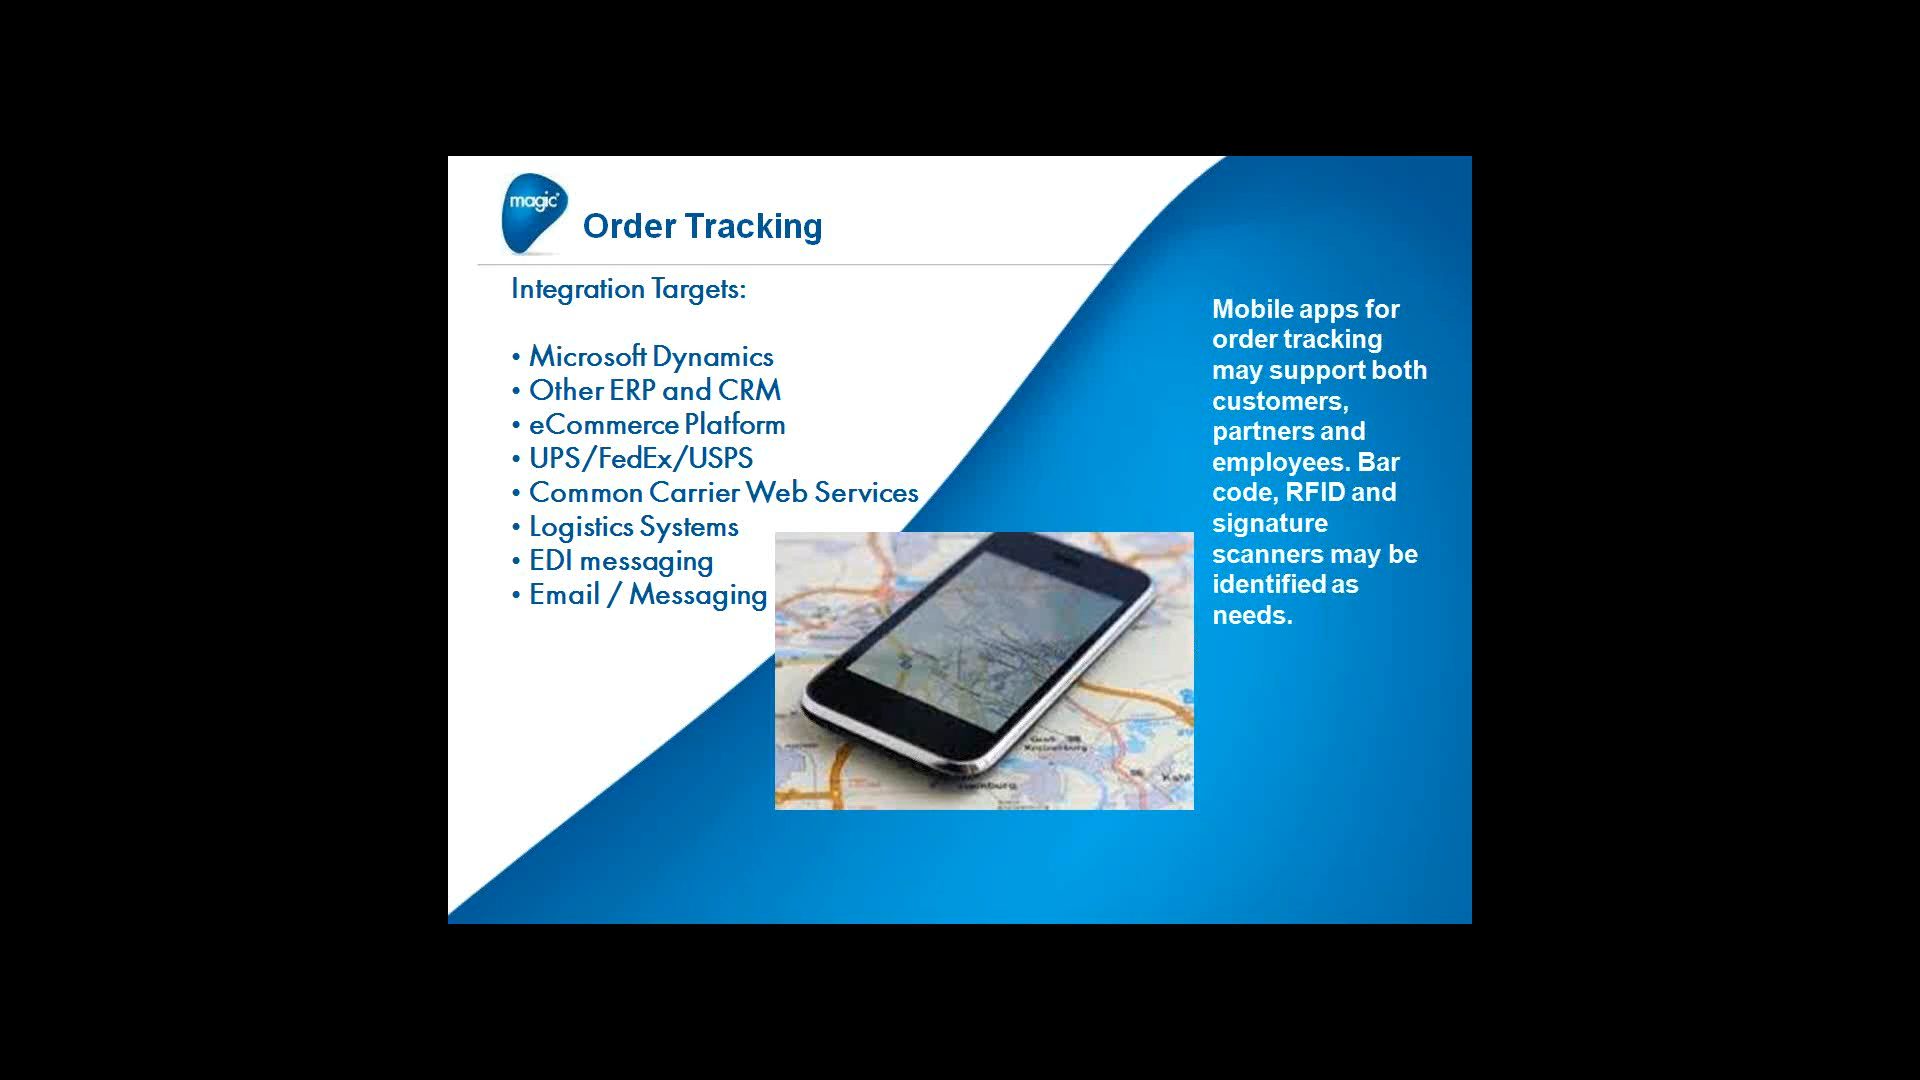 magic
Order Tracking
Integration Targets:
• Microsoft Dynamics
• Other ERP and CRM
• eCommerce Platform
• UPS/FedEx/USPS
• Common Carrier Web Services
• Logistics Systems
• EDI messaging
• Email / Messaging
Mobile apps for
order tracking
may support both
customers,
partners and
employees. Bar
code, RFID and
signature
scanners may be
identified as
needs.